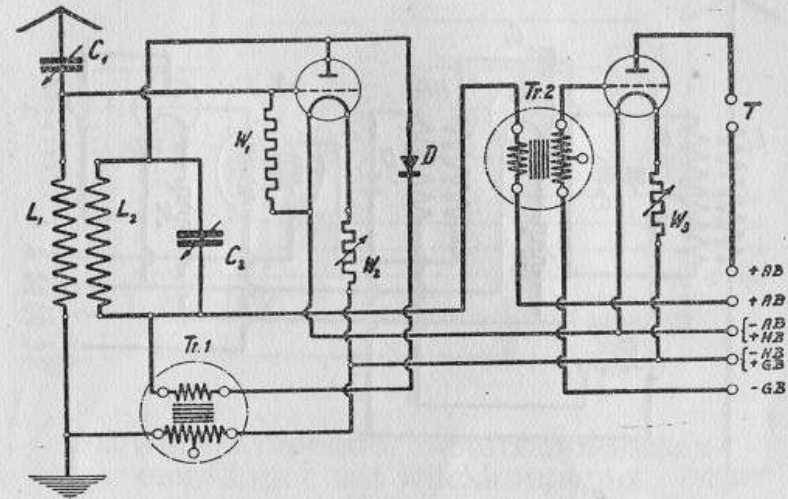 C₁
Tr.2
T
W₁
D
L₁
L₂
C₂
W₂
W₃
+AB
+AB
-AB
+HB
-HB
+GB
-GB
Tr.1